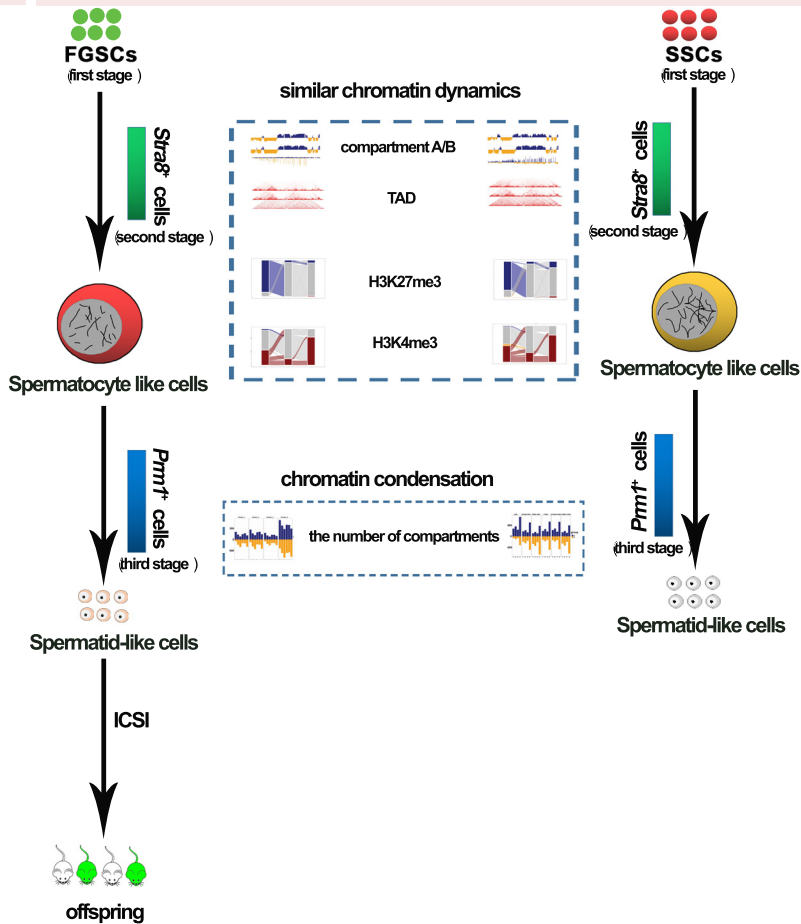 FGSCs
(first stage )
SSCs
(first stage )
similar chromatin dynamics
compartment A/B
TAD
H3K27me3
H3K4me3
Stra8+ cells
(second stage )
Stra8+ cells
(second stage )
Spermatocyte like cells
Spermatocyte like cells
chromatin condensation
the number of compartments
Prm1+ cells
(third stage )
Prm1+ cells
(third stage )
Spermatid-like cells
Spermatid-like cells
ICSI
offspring